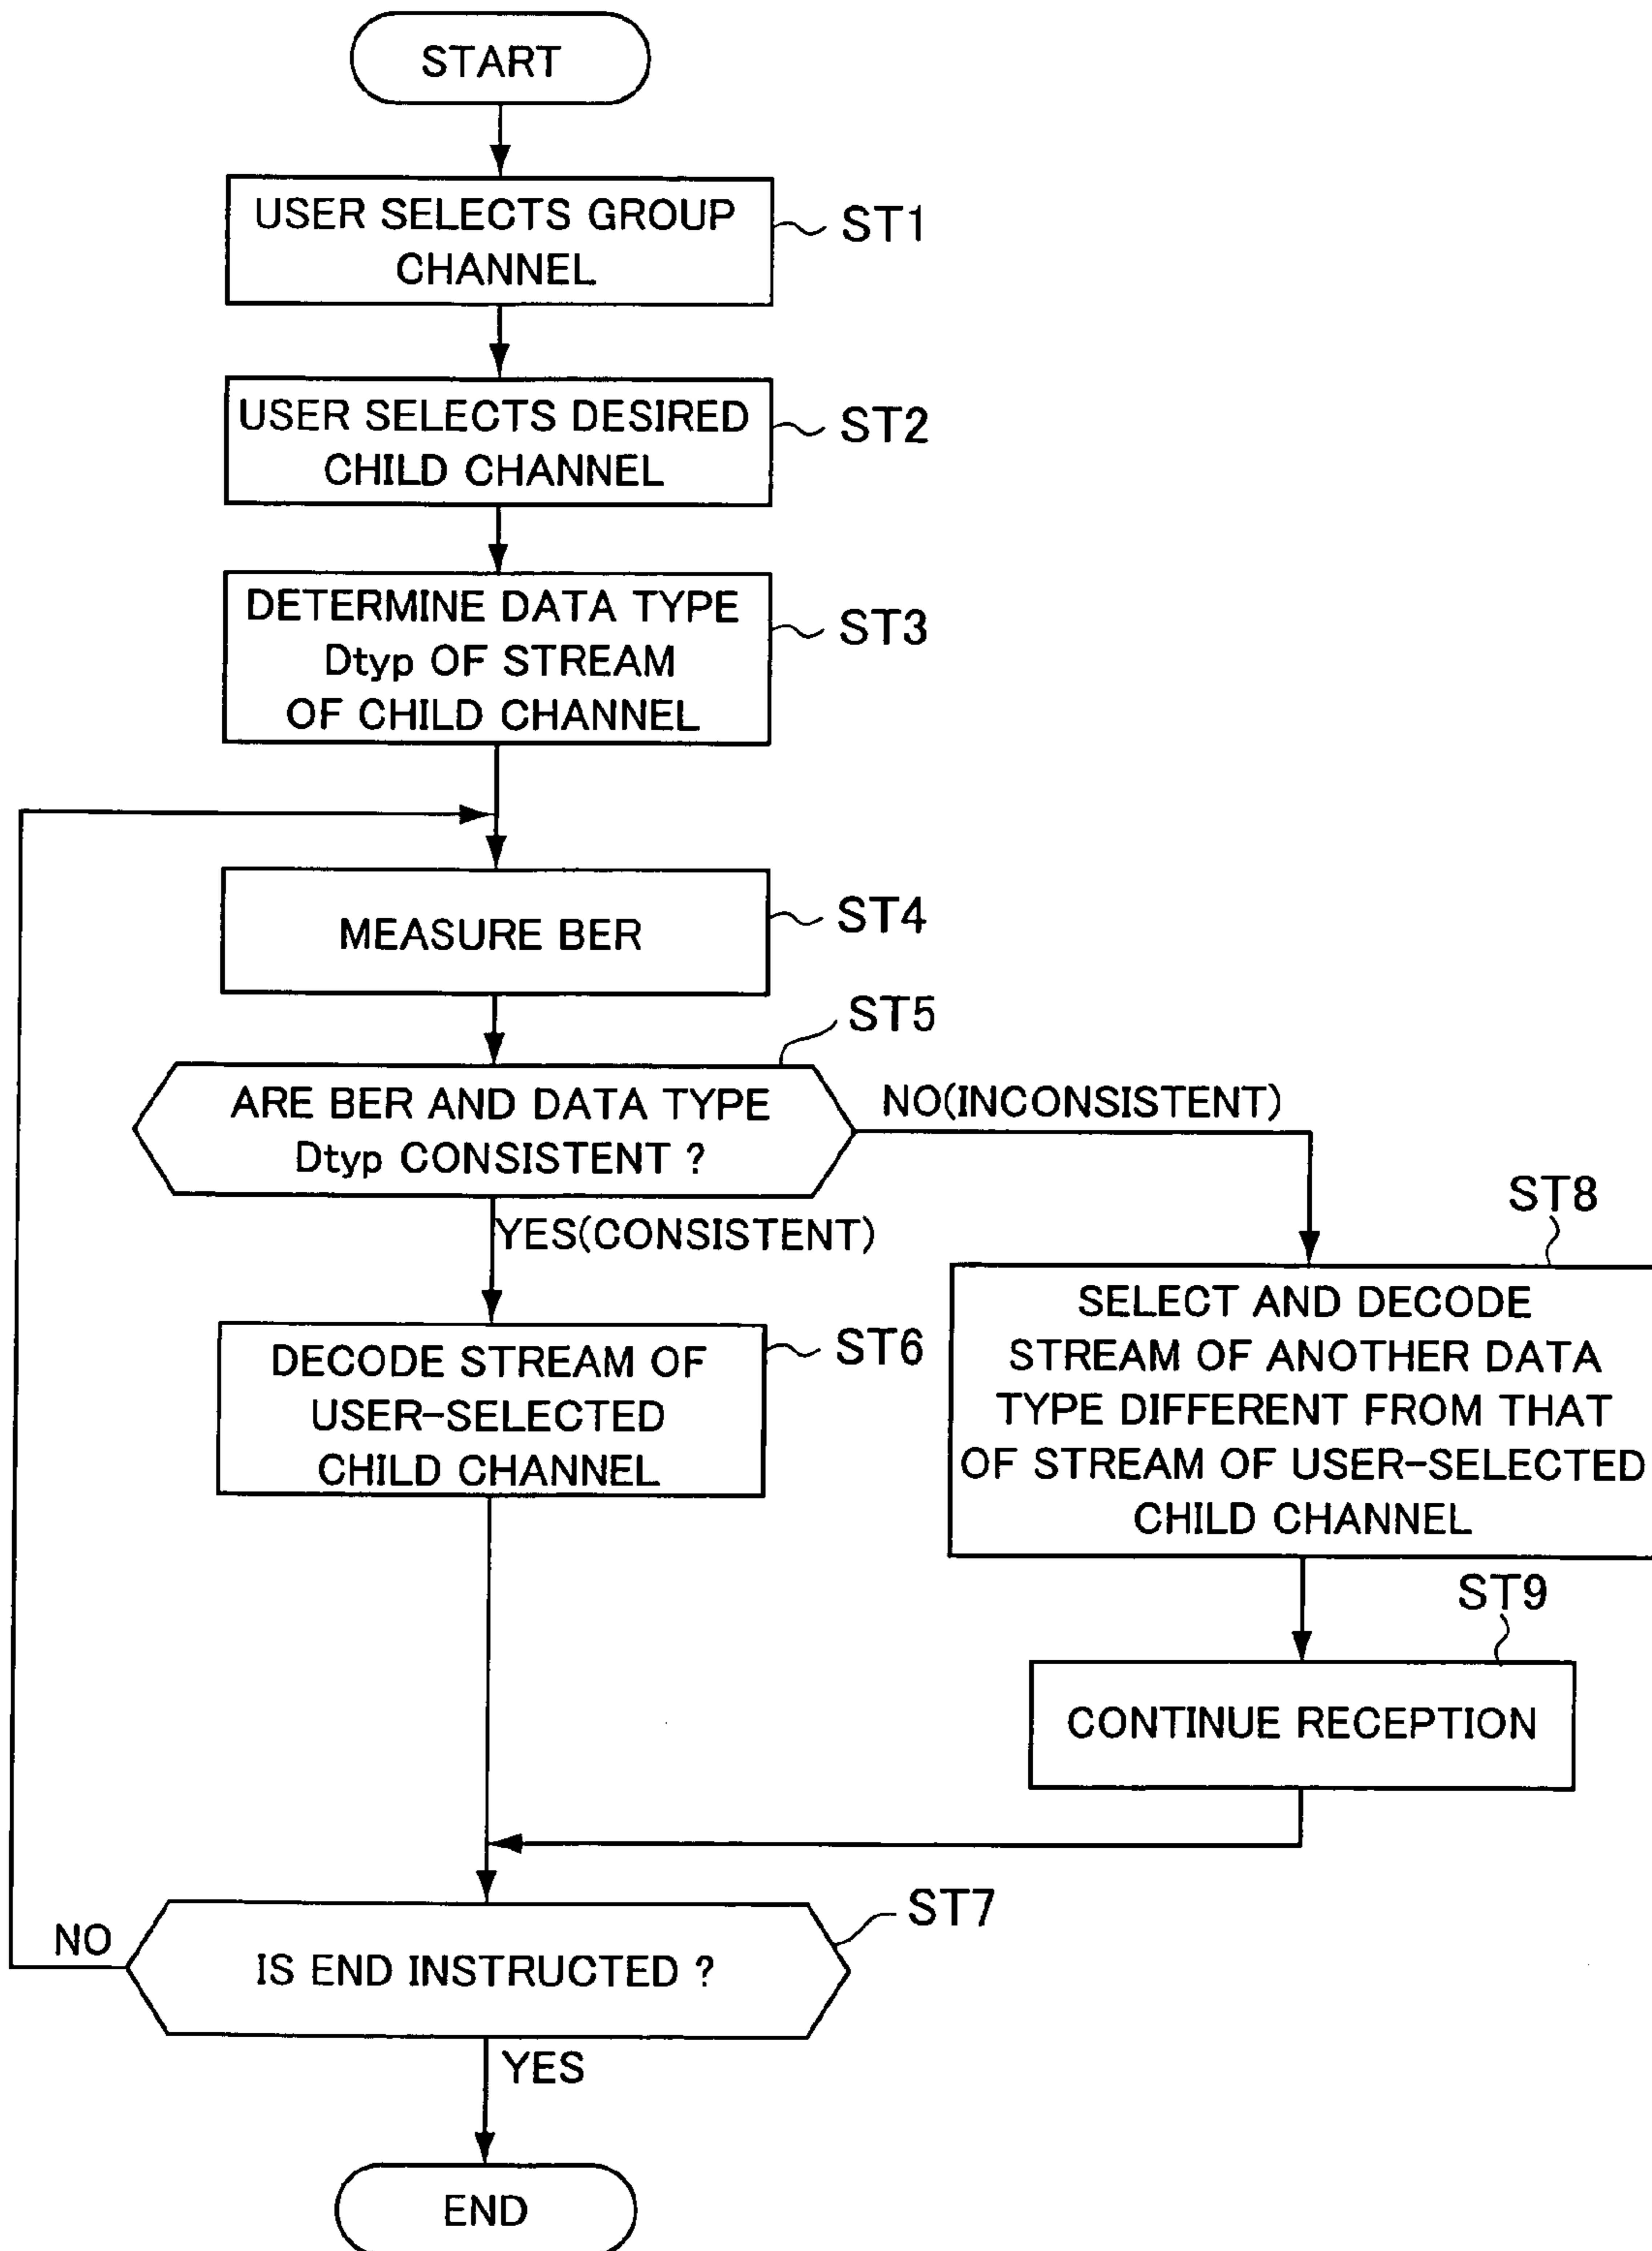 START
USER SELECTS GROUP
CHANNEL
ST1
USER SELECTS DESIRED
CHILD CHANNEL
ST2
DETERMINE DATA TYPE
Dtyp OF STREAM
OF CHILD CHANNEL
ST3
MEASURE BER
ST4
ST5
ARE BER AND DATA TYPE
Dtyp CONSISTENT ?
NO(INCONSISTENT)
YES(CONSISTENT)
DECODE STREAM OF
USER-SELECTED
CHILD CHANNEL
ST6
ST8
SELECT AND DECODE
STREAM OF ANOTHER DATA
TYPE DIFFERENT FROM THAT
OF STREAM OF USER-SELECTED
CHILD CHANNEL
ST9
CONTINUE RECEPTION
ST7
IS END INSTRUCTED ?
NO
YES
END